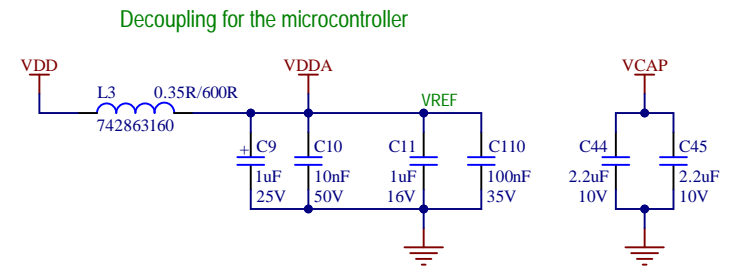 Decoupling for the microcontroller
VDD
VDDA
VCAP
L3 0.35R/600R
VREF
742863160
+ C9 C10 C11 C110 C44 C45
1uF 10nF 1uF 100nF 2.2uF 2.2uF
25V 50V 16V 35V 10V 10V